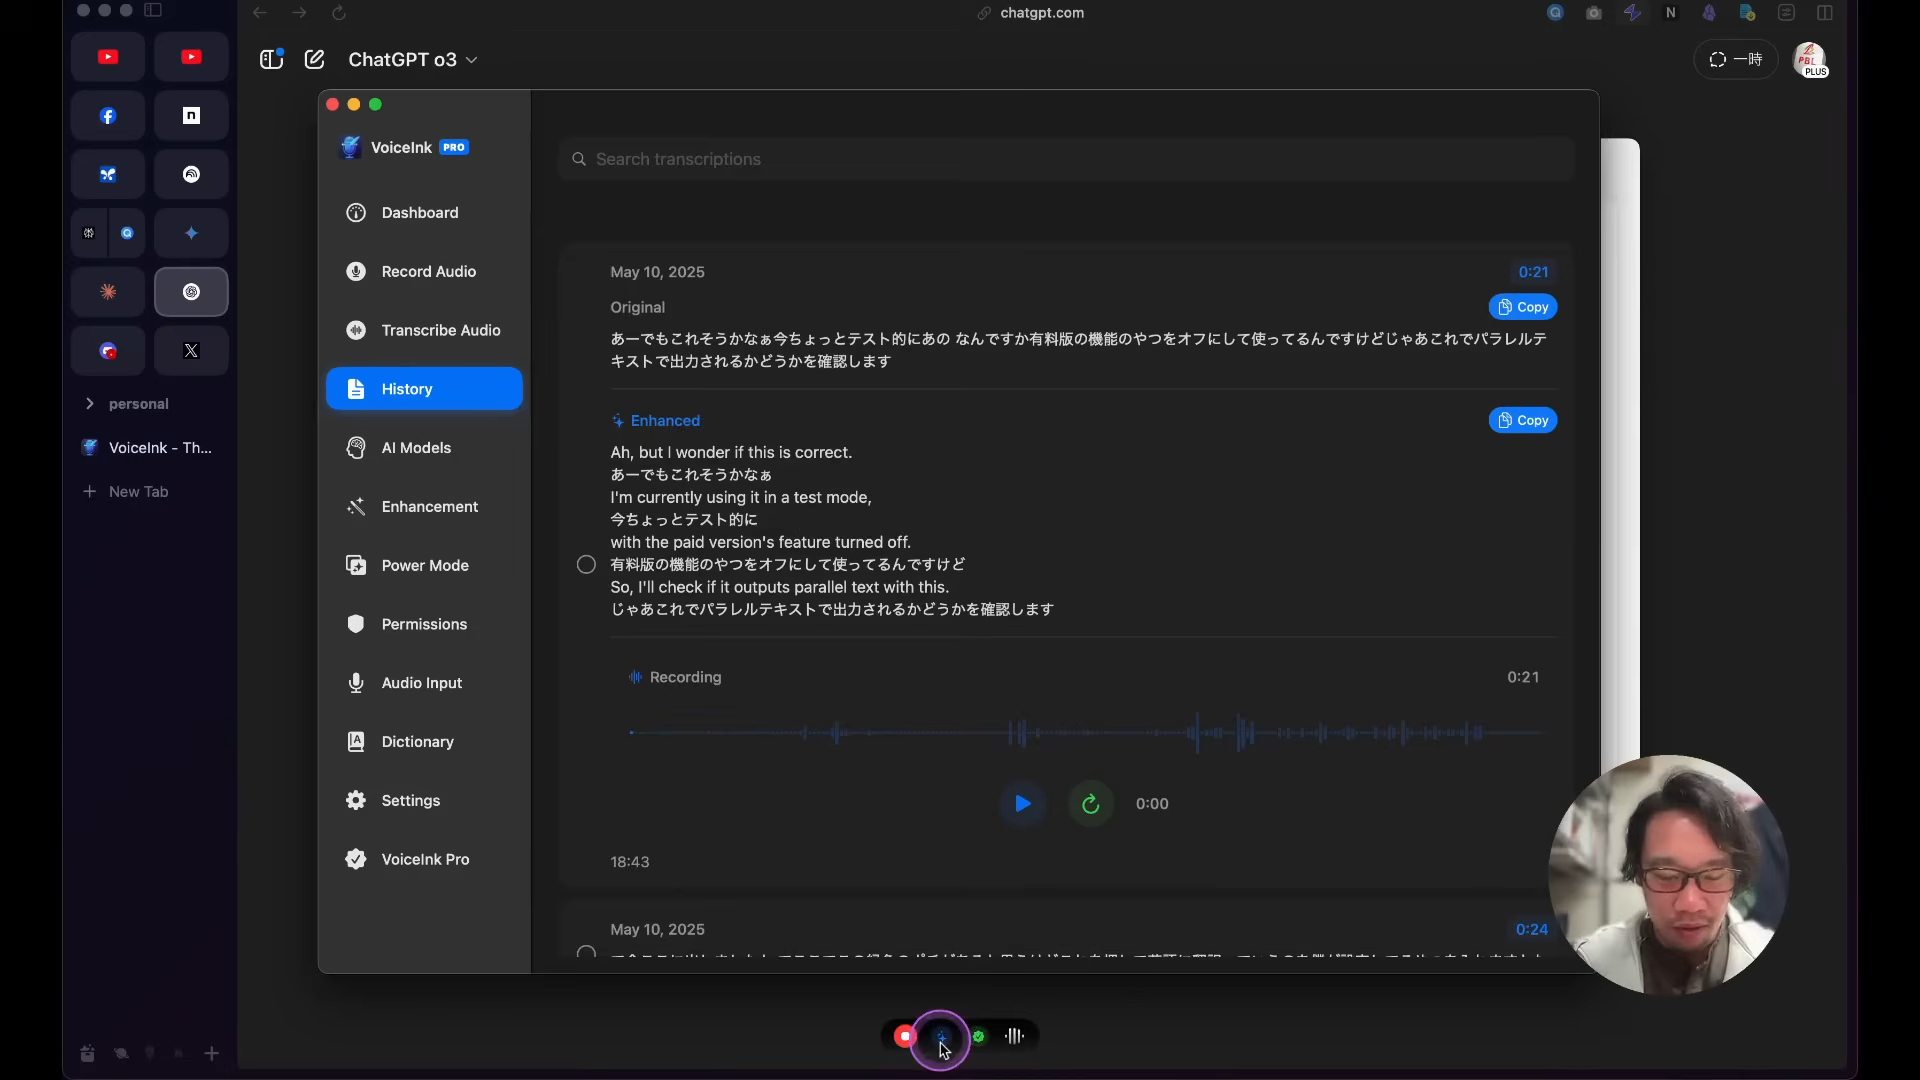 chatgpt.com
ChatGPT o3
一時
PBL
PLUS
VoiceInk PRO
Search transcriptions
Dashboard
Record Audio
Transcribe Audio
History
AI Models
Enhancement
Power Mode
Permissions
Audio Input
Dictionary
Settings
VoiceInk Pro
personal
VoiceInk - Th...
New Tab
May 10, 2025
0:21
Original
Copy
あーでもこれそうかなぁ今ちょっとテスト的にあの なんですか有料版の機能のやつをオフにして使ってるんですけどじゃあこれでパラレルテ
キストで出力されるかどうかを確認します
Enhanced
Copy
Ah, but I wonder if this is correct.
あーでもこれそうかなぁ
I'm currently using it in a test mode,
今ちょっとテスト的に
with the paid version's feature turned off.
有料版の機能のやつをオフにして使ってるんですけど
So, I'll check if it outputs parallel text with this.
じゃあこれでパラレルテキストで出力されるかどうかを確認します
Recording
0:21
0:00
18:43
May 10, 2025
0:24